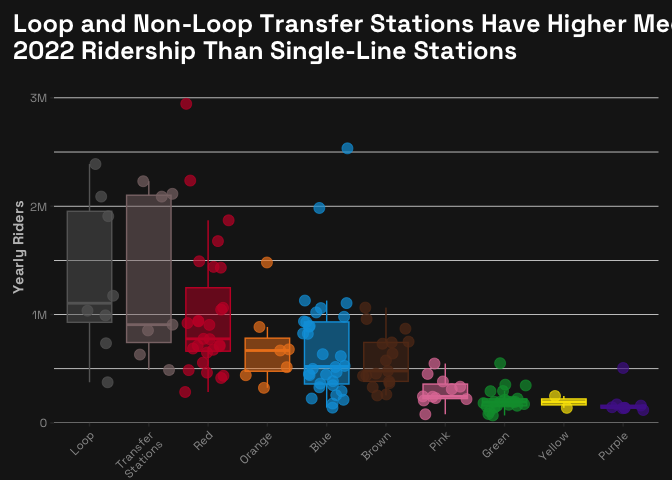 Loop and Non-Loop Transfer Stations Have Higher Me
2022 Ridership Than Single-Line Stations
3M
2M
1M
0
Yearly Riders
Loop
Transfer
Stations
Red
Orange
Blue
Brown
Pink
Green
Yellow
Purple